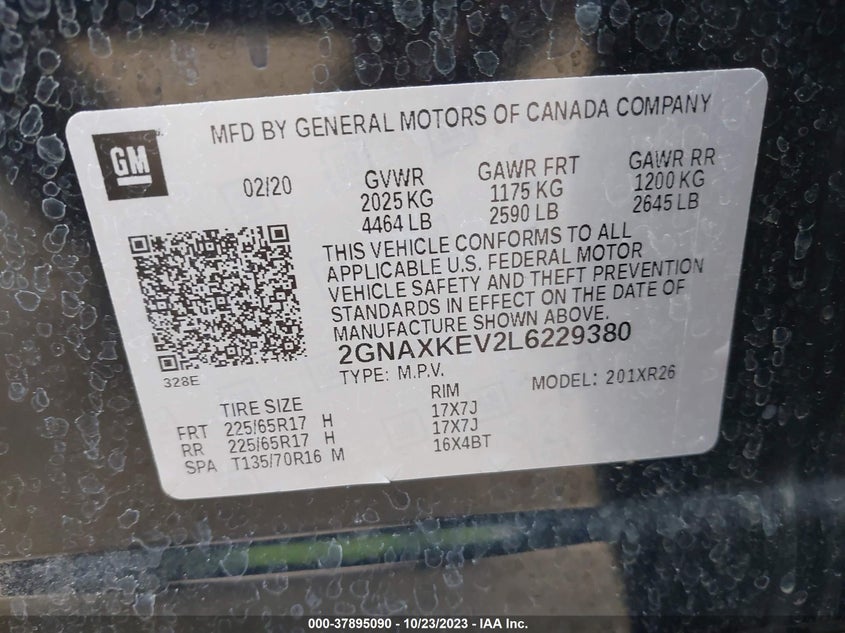 MFD BY GENERAL MOTORS OF CANADA COMPANY
GM
02/20
GVWR GAWR FRT GAWR RR
2025 KG 1175 KG 1200 KG
4464 LB 2590 LB 2645 LB
THIS VEHICLE CONFORMS TO ALL
APPLICABLE U.S. FEDERAL MOTOR
VEHICLE SAFETY AND THEFT PREVENTION
STANDARDS IN EFFECT ON THE DATE OF
MANUFACTURE SHOWN ABOVE.
2GNAXKEV2L6229380
328E
TYPE: M.P.V. MODEL: 201XR26
TIRE SIZE RIM
FRT 225/65R17 H 17X7J
RR 225/65R17 H 17X7J
SPA T135/70R16 M 16X4BT
000-37895090 - 10/23/2023 - IAA Inc.